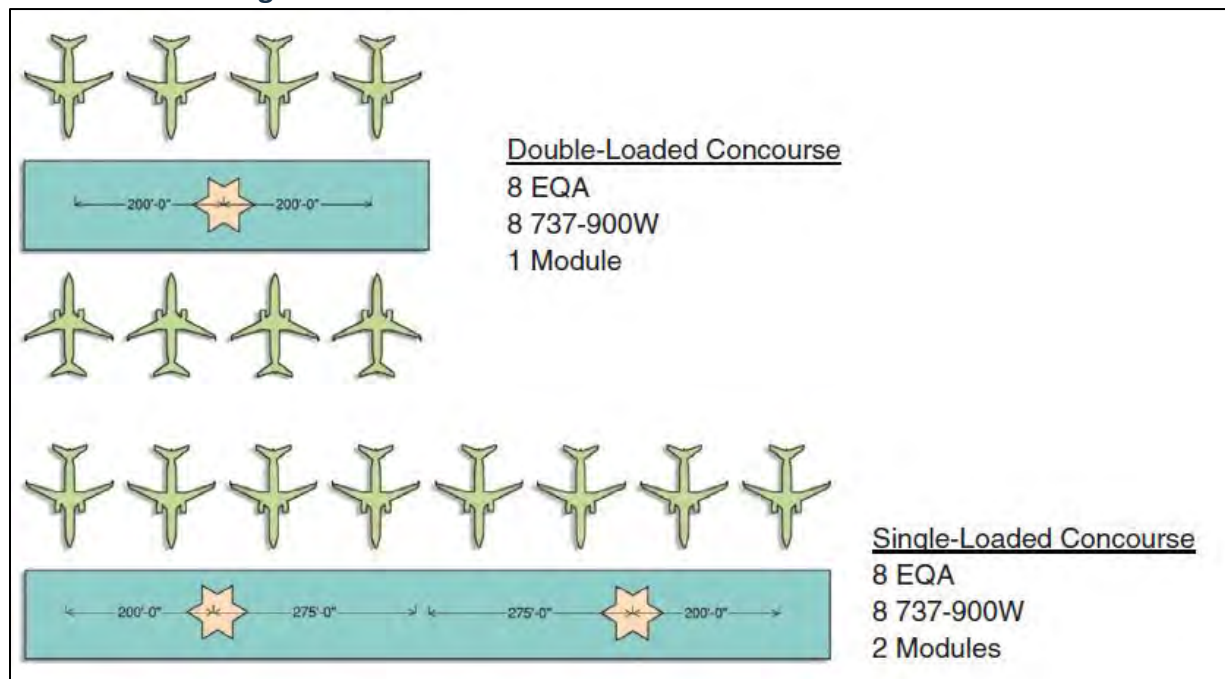 200'-0" 200'-0"
Double-Loaded Concourse
8 EQA
8 737-900W
1 Module
200'-0" 275'-0" 275'-0" 200'-0"
Single-Loaded Concourse
8 EQA
8 737-900W
2 Modules